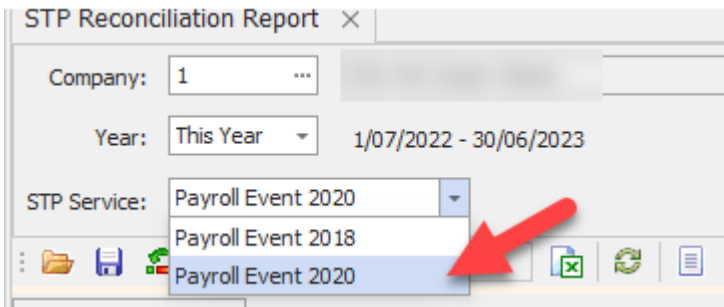 STP Reconciliation Report
Company: 1 ...
Year: This Year 1/07/2022 - 30/06/2023
STP Service: Payroll Event 2020
Payroll Event 2018
Payroll Event 2020